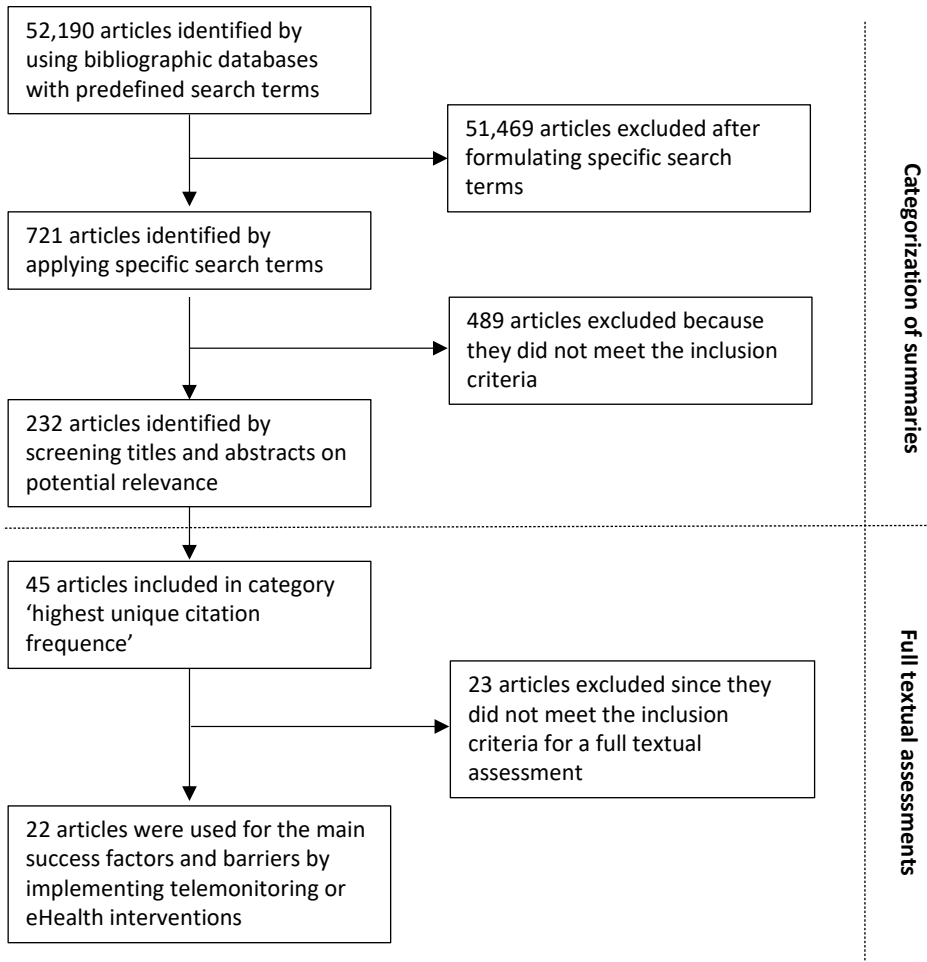 52,190 articles identified by
using bibliographic databases
with predefined search terms
51,469 articles excluded after
formulating specific search
terms
721 articles identified by
applying specific search terms
489 articles excluded because
they did not meet the inclusion
criteria
232 articles identified by
screening titles and abstracts on
potential relevance
Categorization of summaries
45 articles included in category
‘highest unique citation
frequence’
23 articles excluded since they
did not meet the inclusion
criteria for a full textual
assessment
22 articles were used for the main
success factors and barriers by
implementing telemonitoring or
eHealth interventions
Full textual assessments